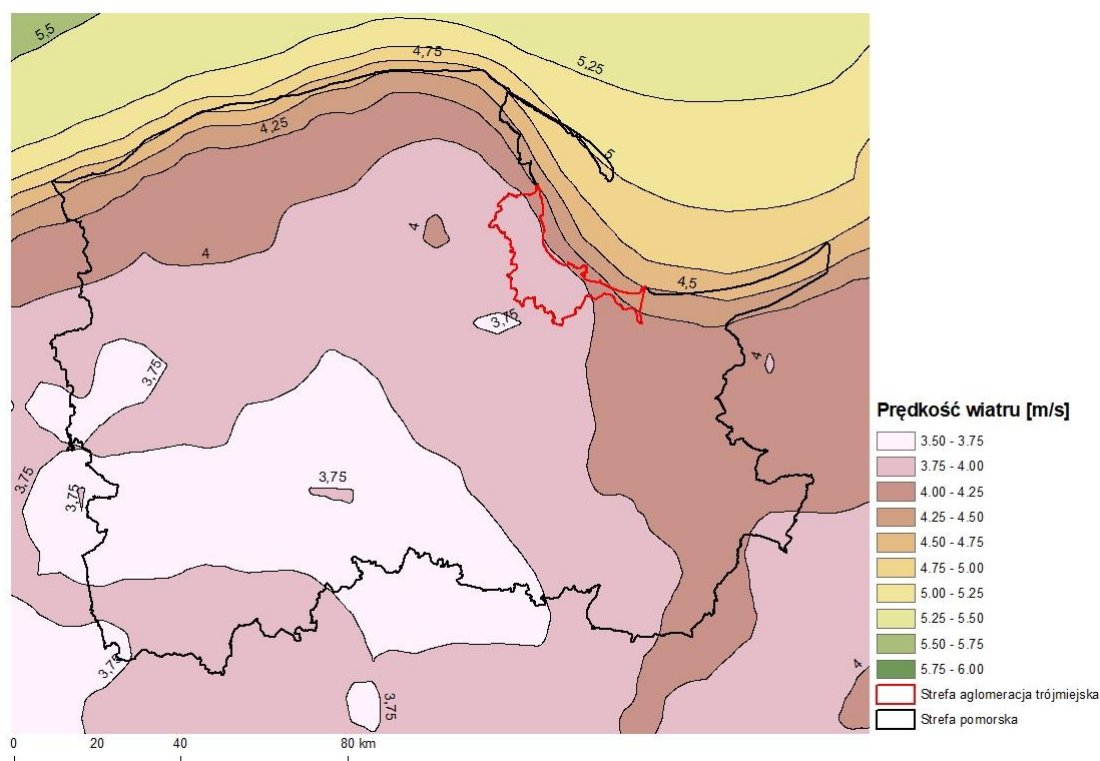 5,5
4,75
5,25
4,25
5
4
4
4,5
3,75
4
3,75
3,75
3,75
3,75
3,75
3,75
4
Prędkość wiatru [m/s]
3.50 - 3.75
3.75 - 4.00
4.00 - 4.25
4.25 - 4.50
4.50 - 4.75
4.75 - 5.00
5.00 - 5.25
5.25 - 5.50
5.50 - 5.75
5.75 - 6.00
Strefa aglomeracja trójmiejska
Strefa pomorska
0 20 40 80 km